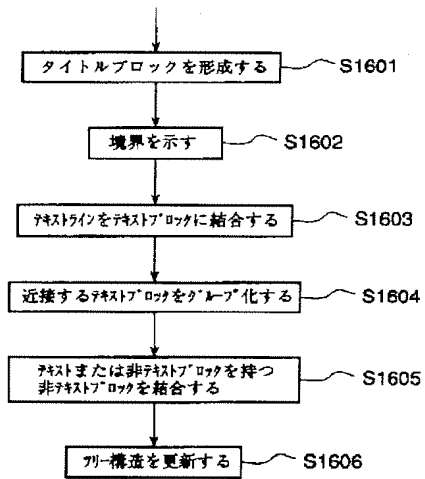 タイトルブロックを形成する S1601
境界を示す S1602
ﾃｷｽﾄﾗｲﾝをﾃｷｽﾄﾌﾞﾛｯｸに結合する S1603
近接するﾃｷｽﾄﾌﾞﾛｯｸをｸﾞﾙｰﾌﾟ化する S1604
ﾃｷｽﾄまたは非ﾃｷｽﾄﾌﾞﾛｯｸを持つ
非ﾃｷｽﾄﾌﾞﾛｯｸを結合する S1605
ﾂﾘｰ構造を更新する S1606